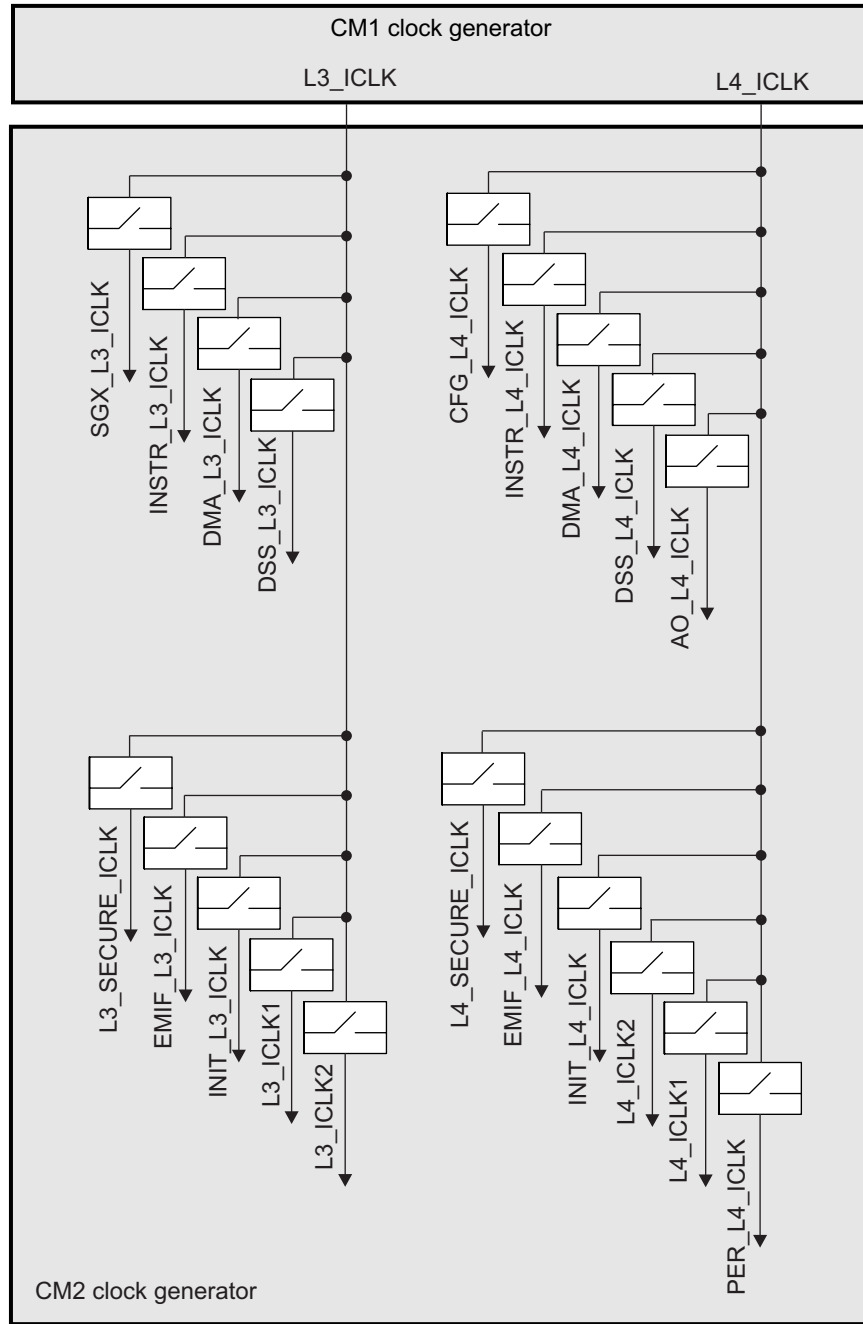 CM1 clock generator
L3_ICLK
L4_ICLK
SGX_L3_ICLK
INSTR_L3_ICLK
DMA_L3_ICLK
DSS_L3_ICLK
CFG_L4_ICLK
INSTR_L4_ICLK
DMA_L4_ICLK
DSS_L4_ICLK
AO_L4_ICLK
L3_SECURE_ICLK
EMIF_L3_ICLK
INIT_L3_ICLK
L3_ICLK1
L3_ICLK2
L4_SECURE_ICLK
EMIF_L4_ICLK
INIT_L4_ICLK
L4_ICLK2
L4_ICLK1
PER_L4_ICLK
CM2 clock generator